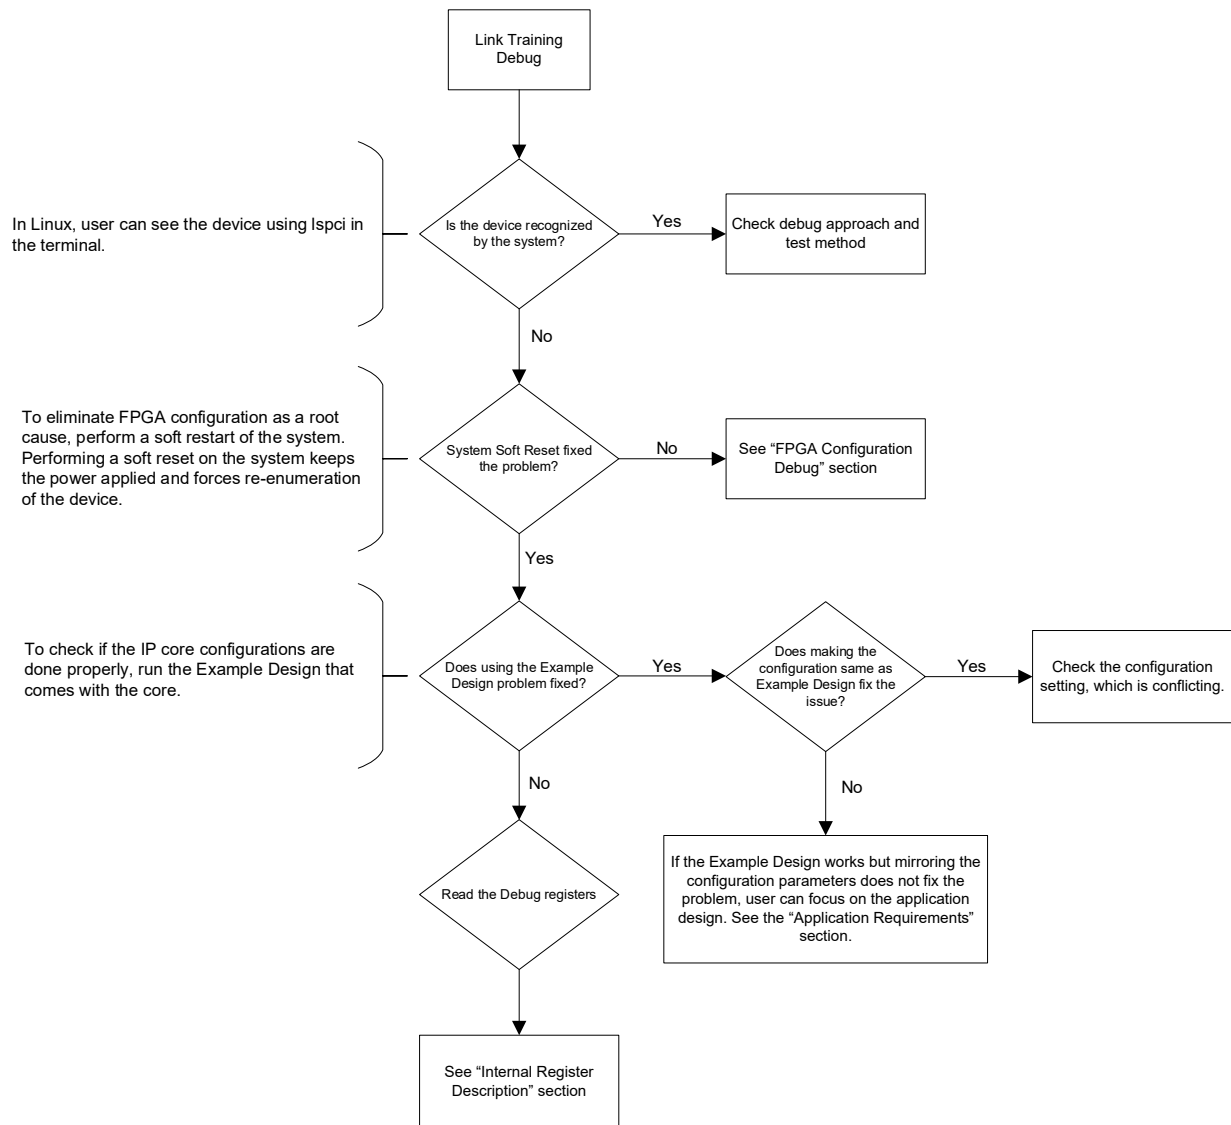 Link Training
Debug
In Linux, user can see the device using lspci in
the terminal.
Is the device recognized
by the system?
Yes
Check debug approach and
test method
No
To eliminate FPGA configuration as a root
cause, perform a soft restart of the system.
Performing a soft reset on the system keeps
the power applied and forces re-enumeration
of the device.
System Soft Reset fixed
the problem?
No
See “FPGA Configuration
Debug” section
Yes
To check if the IP core configurations are
done properly, run the Example Design that
comes with the core.
Does using the Example
Design problem fixed?
Yes
Does making the
configuration same as
Example Design fix the
issue?
Yes
Check the configuration
setting, which is conflicting.
No
No
Read the Debug registers
If the Example Design works but mirroring the
configuration parameters does not fix the
problem, user can focus on the application
design. See the “Application Requirements”
section.
See “Internal Register
Description” section